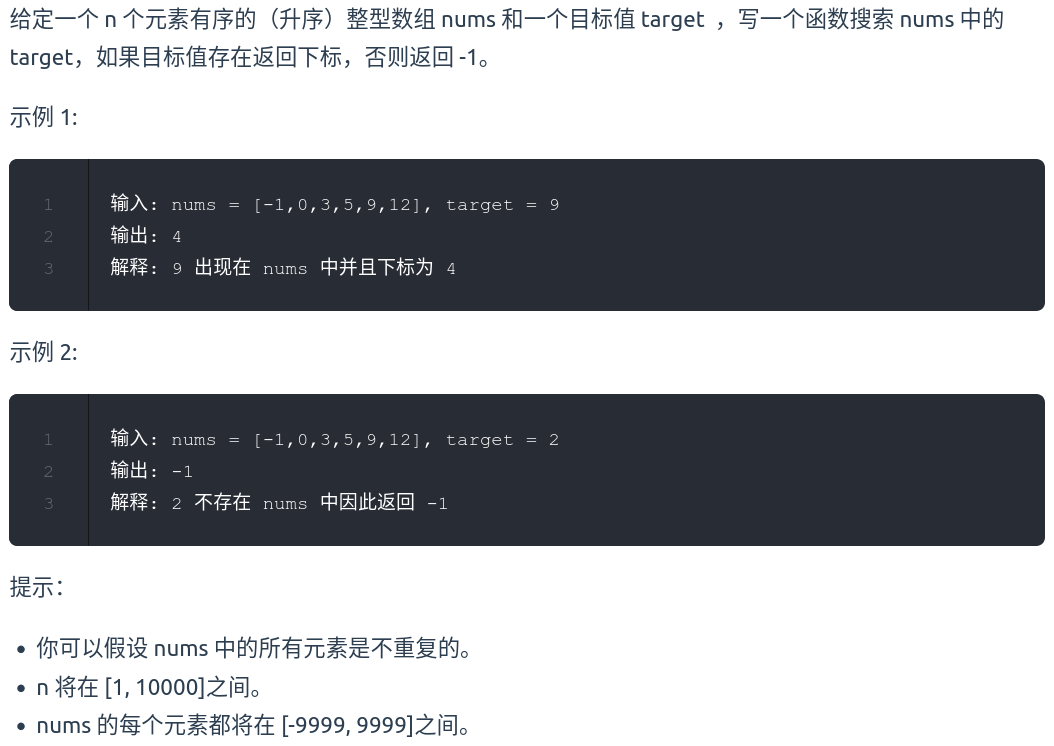 给定一个 n 个元素有序的（升序）整型数组 nums 和一个目标值 target ，写一个函数搜索 nums 中的
target，如果目标值存在返回下标，否则返回 -1。
示例 1:
1 输入: nums = [-1,0,3,5,9,12], target = 9
2 输出: 4
3 解释: 9 出现在 nums 中并且下标为 4
示例 2:
1 输入: nums = [-1,0,3,5,9,12], target = 2
2 输出: -1
3 解释: 2 不存在 nums 中因此返回 -1
提示：
• 你可以假设 nums 中的所有元素是不重复的。
• n 将在 [1, 10000]之间。
• nums 的每个元素都将在 [-9999, 9999]之间。